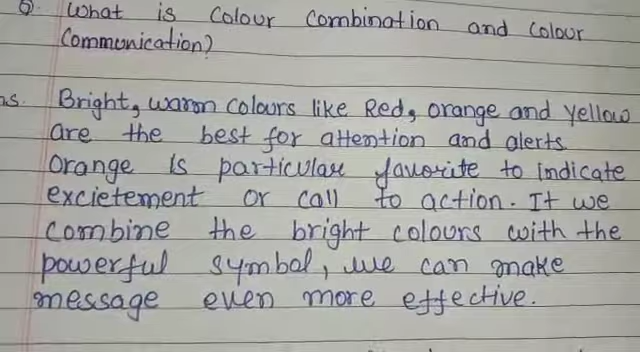 Q. What is Colour Combination and Colour
Communication?
ns. Bright, warm colours like Red, orange and yellow
are the best for attention and alerts
Orange is particular favorite to indicate
excietement or call to action. It we
combine the bright colours with the
powerful symbol, we can make
message even more effective.